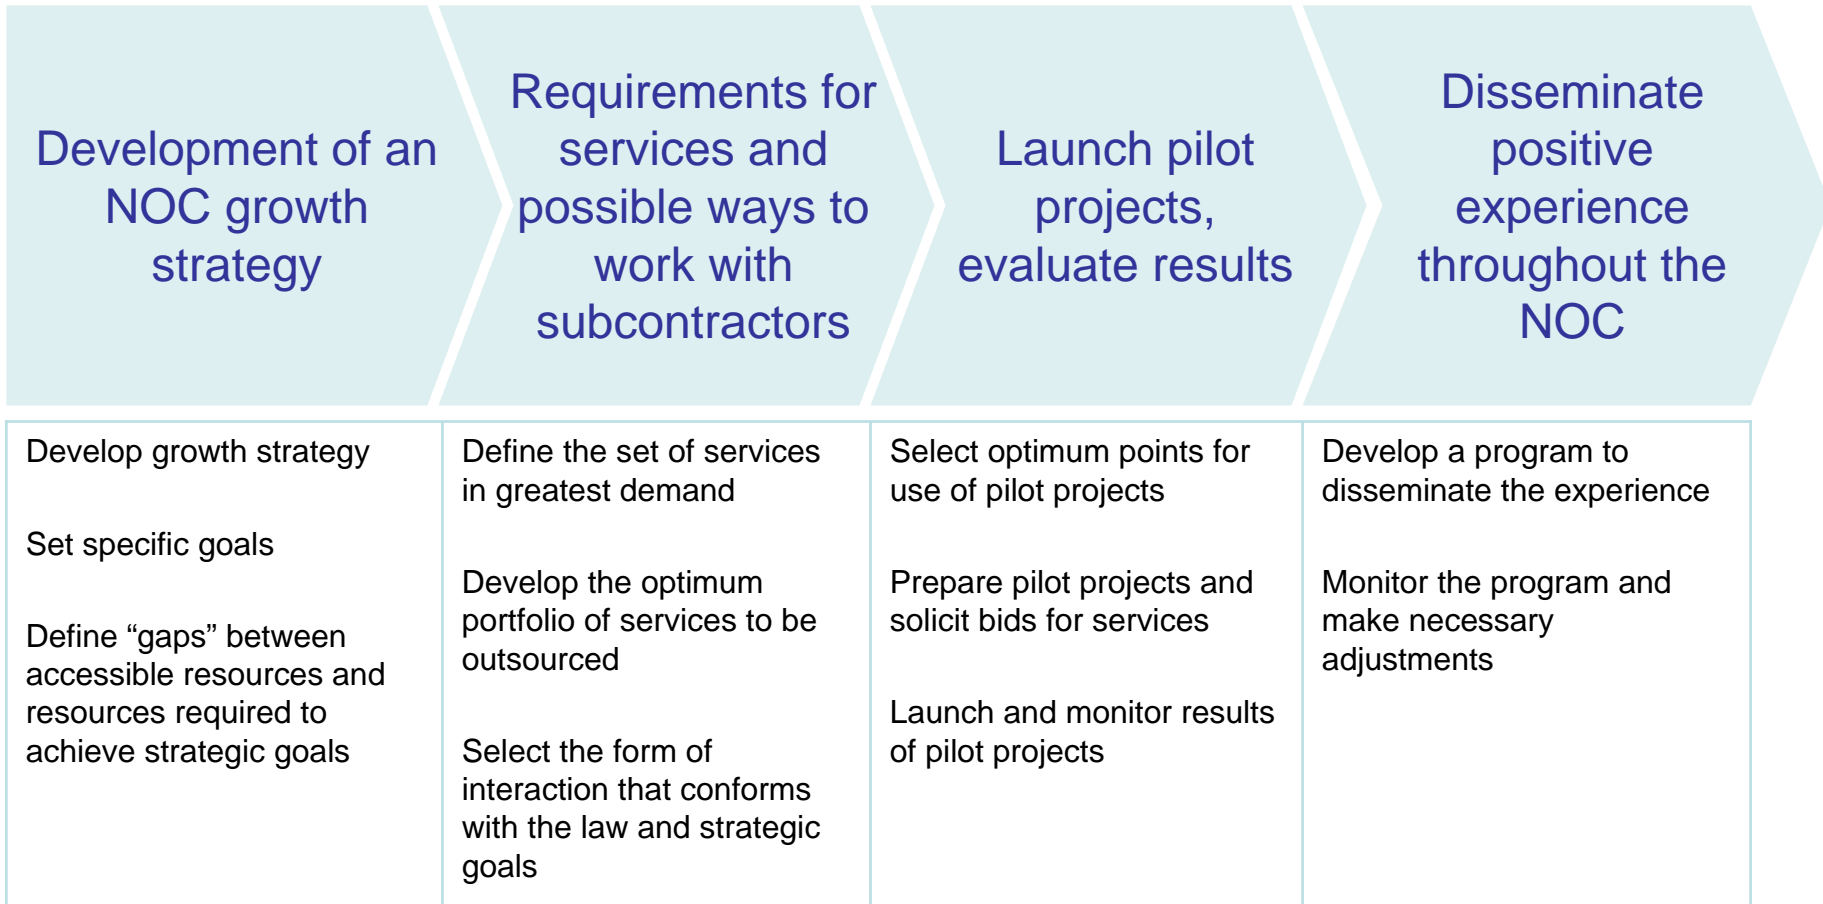 Development of an
NOC growth
strategy
Requirements for
services and
possible ways to
work with
subcontractors
Launch pilot
projects,
evaluate results
Disseminate
positive
experience
throughout the
NOC
Develop growth strategy
Set specific goals
Define “gaps” between
accessible resources and
resources required to
achieve strategic goals
Define the set of services
in greatest demand
Develop the optimum
portfolio of services to be
outsourced
Select the form of
interaction that conforms
with the law and strategic
goals
Select optimum points for
use of pilot projects
Prepare pilot projects and
solicit bids for services
Launch and monitor results
of pilot projects
Develop a program to
disseminate the experience
Monitor the program and
make necessary
adjustments